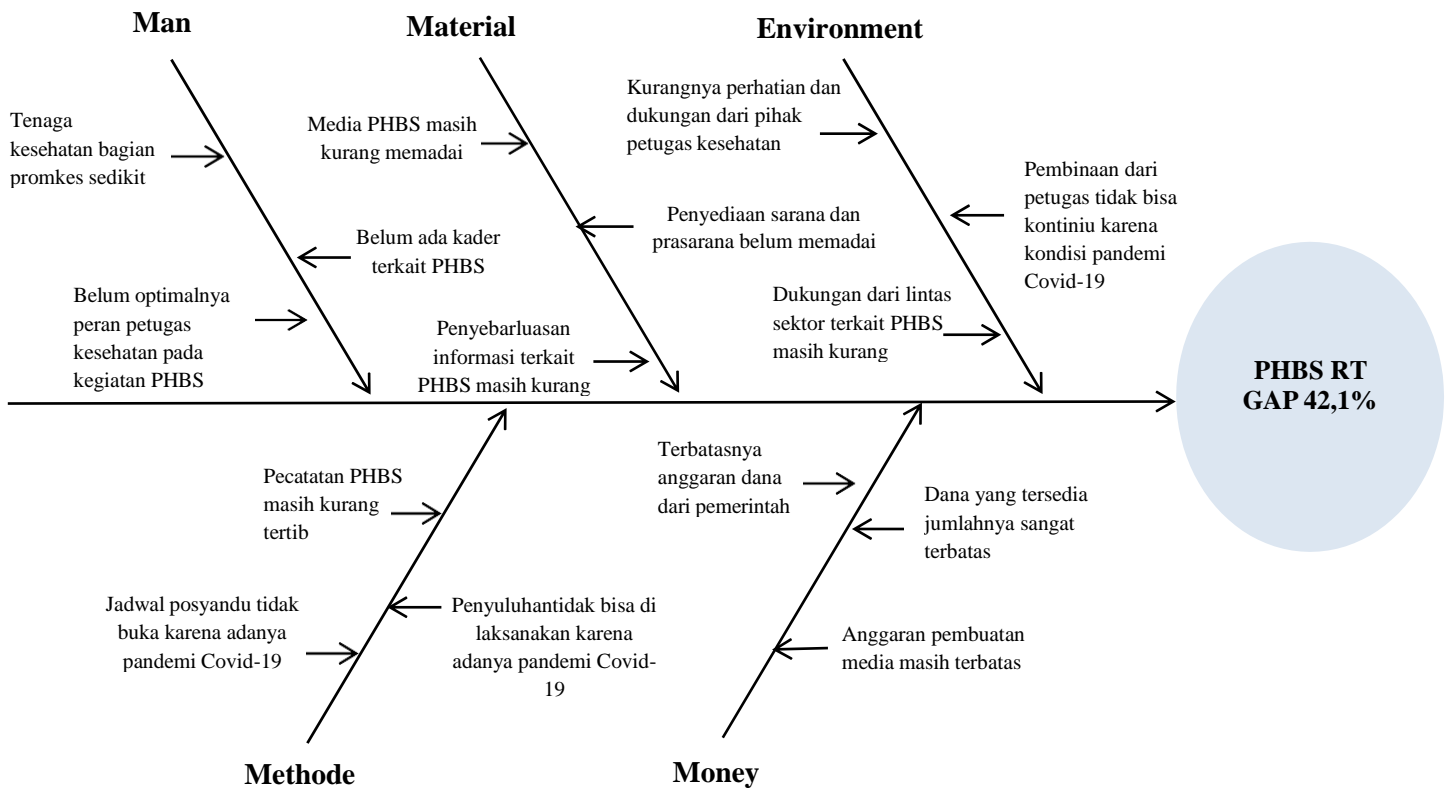 Man
Material
Environment
Tenaga
kesehatan bagian
promkes sedikit
Belum ada kader
terkait PHBS
Belum optimalnya
peran petugas
kesehatan pada
kegiatan PHBS
Media PHBS masih
kurang memadai
Penyediaan sarana dan
prasarana belum memadai
Penyebarluasan
informasi terkait
PHBS masih kurang
Kurangnya perhatian dan
dukungan dari pihak
petugas kesehatan
Pembinaan dari
petugas tidak bisa
kontiniu karena
kondisi pandemi
Covid-19
Dukungan dari lintas
sektor terkait PHBS
masih kurang
PHBS RT
GAP 42,1%
Pecatatan PHBS
masih kurang
tertib
Jadwal posyandu tidak
buka karena adanya
pandemi Covid-19
Penyuluhantidak bisa di
laksanakan karena
adanya pandemi Covid-
19
Terbatasnya
anggaran dana
dari pemerintah
Dana yang tersedia
jumlahnya sangat
terbatas
Anggaran pembuatan
media masih terbatas
Methode
Money